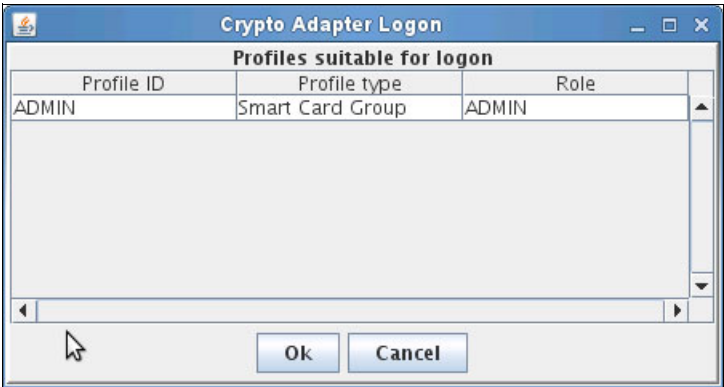 Crypto Adapter Logon
Profiles suitable for logon
Profile ID Profile type Role
ADMIN Smart Card Group ADMIN
Ok Cancel